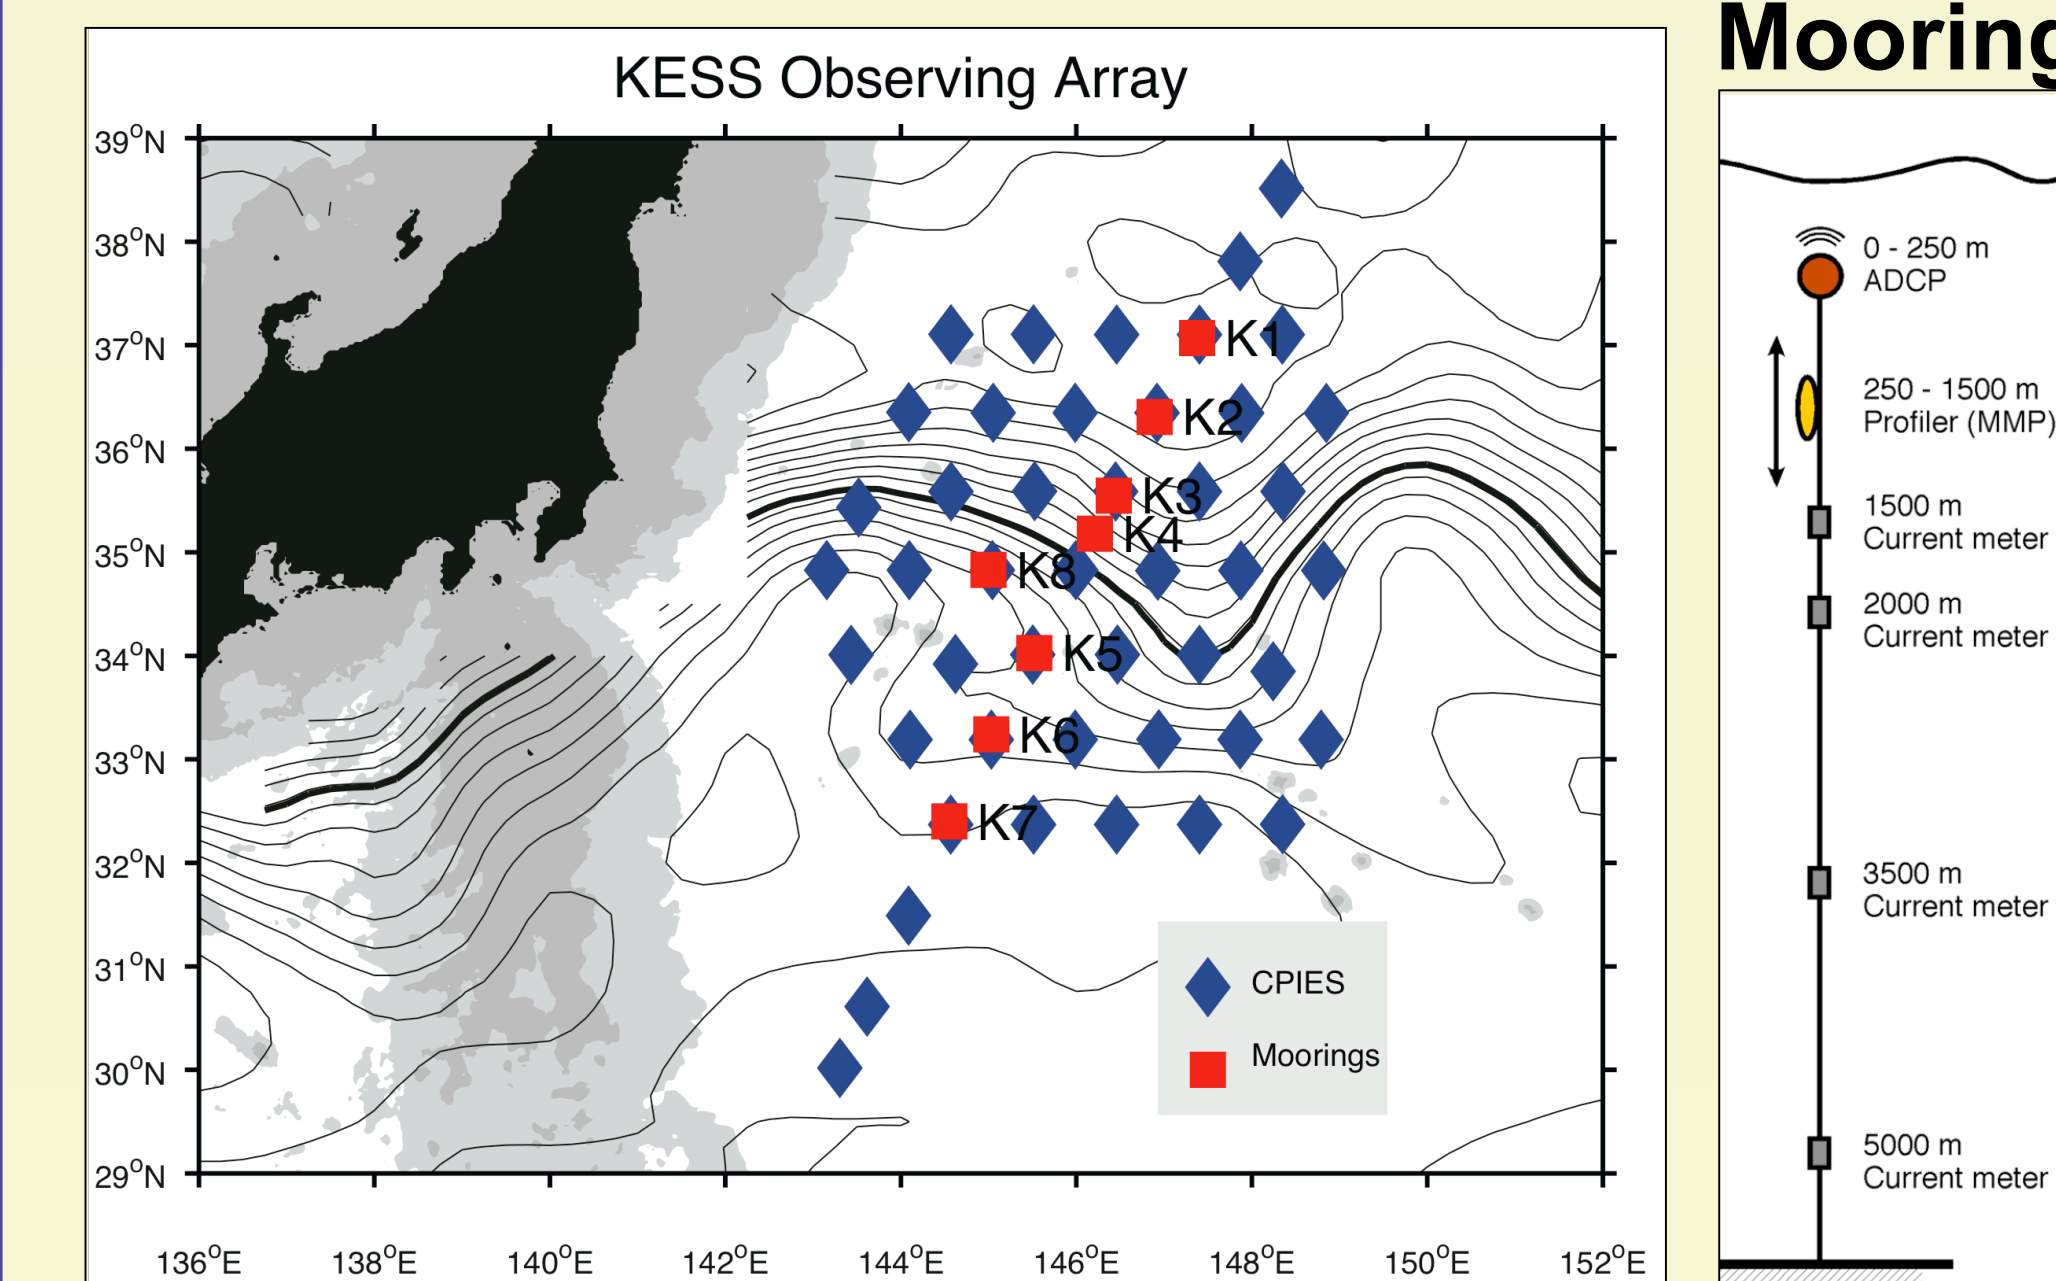 KESS Observing Array
39°N
38°N
37°N
36°N
35°N
34°N
33°N
32°N
31°N
30°N
29°N
136°E
138°E
140°E
142°E
144°E
146°E
148°E
150°E
152°E
K1
K2
K3
K4
K8
K5
K6
K7
CPIES
Moorings
Mooring
0 - 250 m
ADCP
250 - 1500 m
Profiler (MMP)
1500 m
Current meter
2000 m
Current meter
3500 m
Current meter
5000 m
Current meter